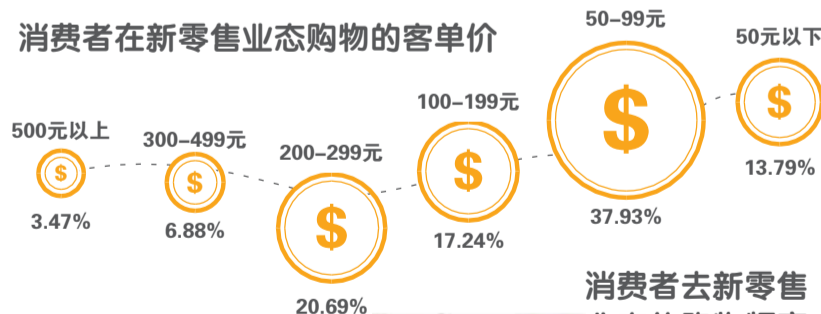 消费者在新零售业态购物的客单价
500元以上
3.47%
300-499元
6.88%
200-299元
20.69%
100-199元
17.24%
50-99元
37.93%
50元以下
13.79%
消费者去新零售